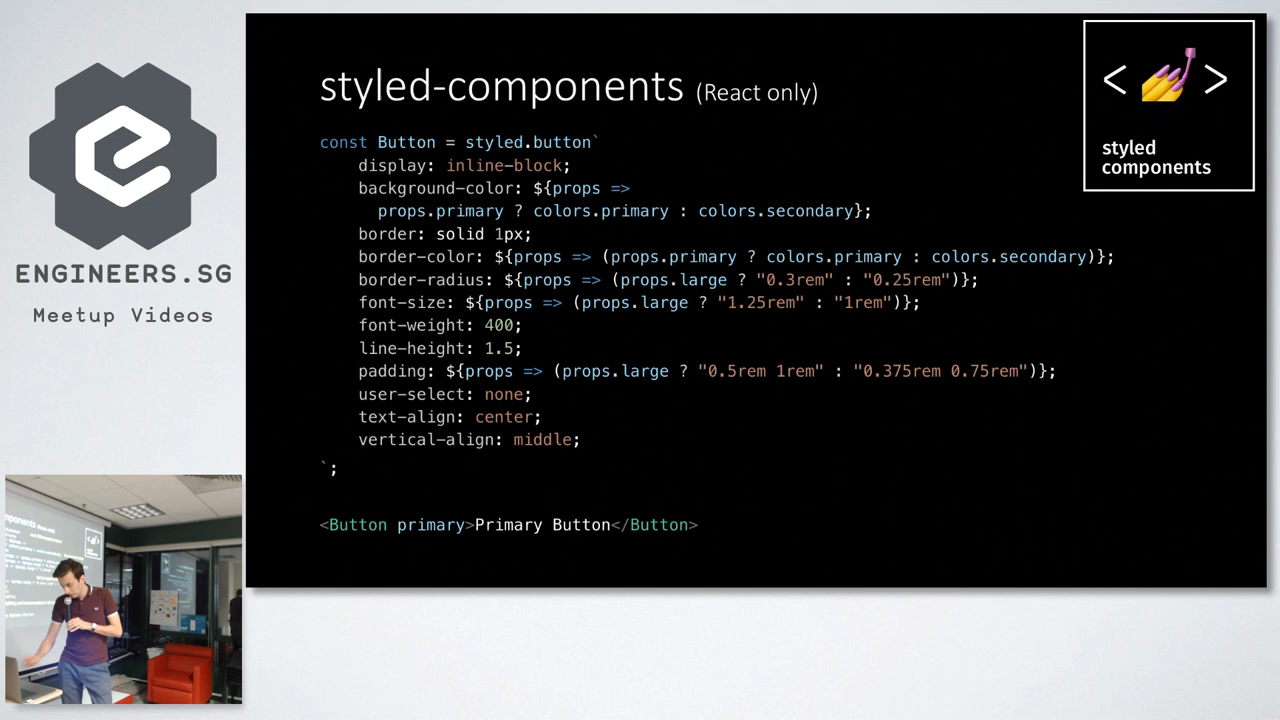 ENGINEERS.SG
Meetup Videos
styled-components (React only)
const Button = styled.button`
display: inline-block;
background-color: ${props =>
props.primary ? colors.primary : colors.secondary};
border: solid 1px;
border-color: ${props => (props.primary ? colors.primary : colors.secondary)};
border-radius: ${props => (props.large ? "0.3rem" : "0.25rem")};
font-size: ${props => (props.large ? "1.25rem" : "1rem")};
font-weight: 400;
line-height: 1.5;
padding: ${props => (props.large ? "0.5rem 1rem" : "0.375rem 0.75rem")};
user-select: none;
text-align: center;
vertical-align: middle;
`;
<Button primary>Primary Button</Button>
< >
styled
components